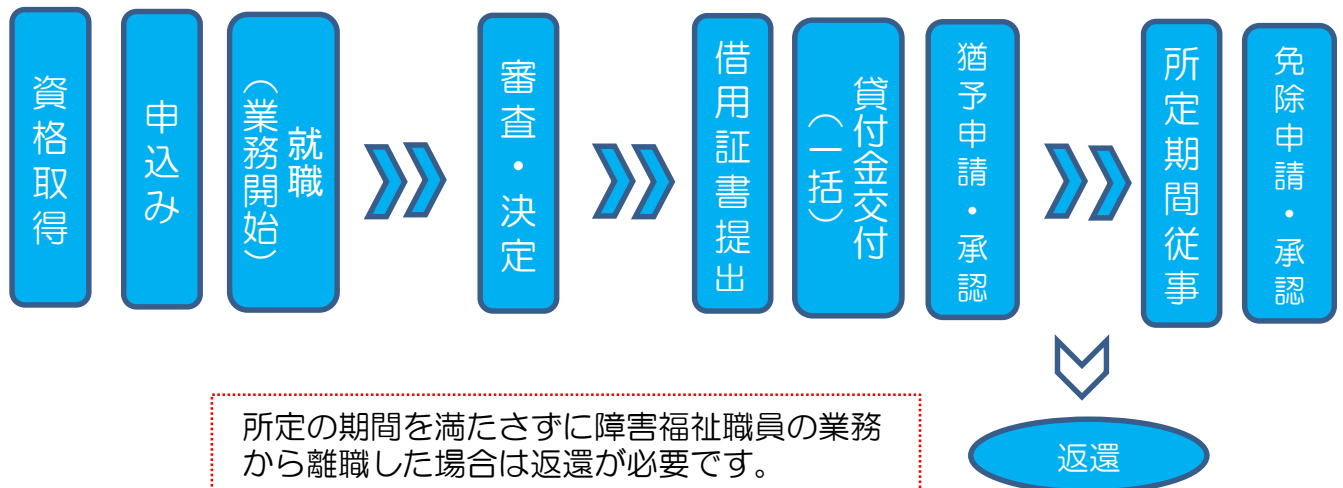 資格取得
申込み
就職
（業務開始）
審査・決定
借用証書提出
貸付金交付
（一括）
猶予申請・承認
所定期間従事
免除申請・承認
所定の期間を満たさずに障害福祉職員の業務
から離職した場合は返還が必要です。
返還